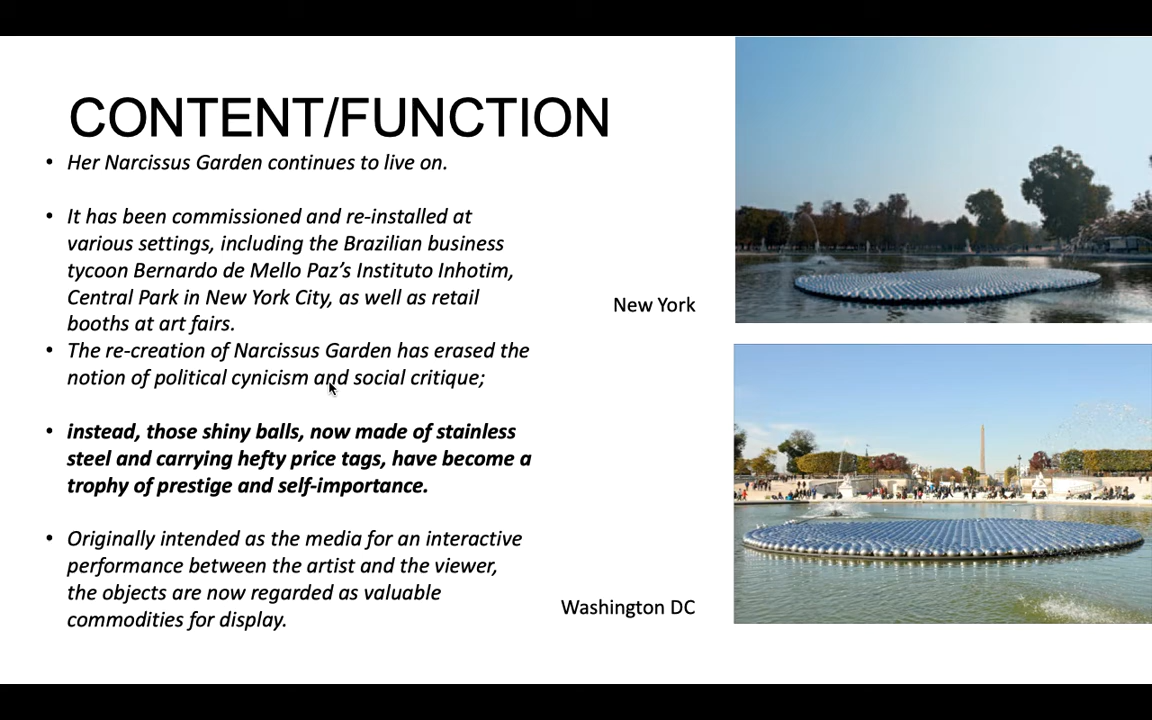 CONTENT/FUNCTION
• Her Narcissus Garden continues to live on.
• It has been commissioned and re-installed at
various settings, including the Brazilian business
tycoon Bernardo de Mello Paz’s Instituto Inhotim,
Central Park in New York City, as well as retail
booths at art fairs.
• The re-creation of Narcissus Garden has erased the
notion of political cynicism and social critique;
• instead, those shiny balls, now made of stainless
steel and carrying hefty price tags, have become a
trophy of prestige and self-importance.
• Originally intended as the media for an interactive
performance between the artist and the viewer,
the objects are now regarded as valuable
commodities for display.
New York
Washington DC